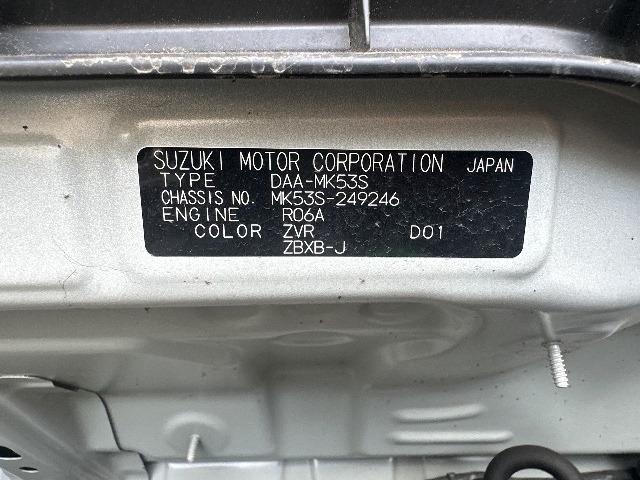 SUZUKI MOTOR CORPORATION JAPAN
TYPE DAA-MK53S
CHASSIS NO. MK53S-249246
ENGINE R06A
COLOR ZVR D01
ZBXB-J